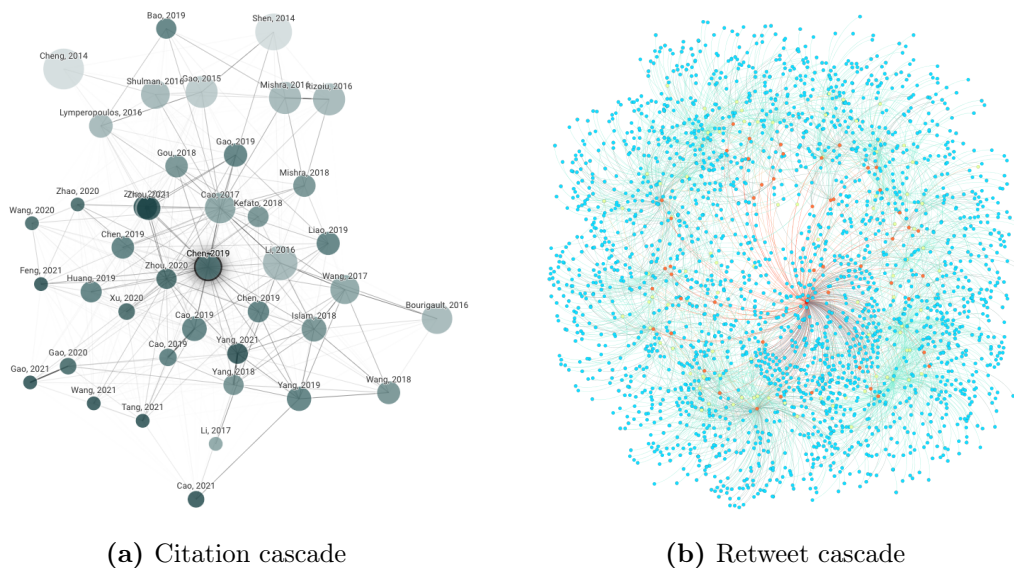 Bao, 2019
Shen, 2014
Cheng, 2014
Shulman, 2016
Gao, 2015
Mishra, 2016
Rizoiu, 2016
Lymperopoulos, 2016
Gao, 2019
Gou, 2018
Mishra, 2018
Zhao, 2020
Zhou, 2021
Cao, 2017
Kefato, 2018
Wang, 2020
Chen, 2019
Liao, 2019
Chen, 2019
Li, 2016
Feng, 2021
Huang, 2019
Zhou, 2020
Wang, 2017
Xu, 2020
Chen, 2019
Bourigault, 2016
Cao, 2019
Islam, 2018
Cao, 2019
Yang, 2021
Gao, 2020
Gao, 2021
Yang, 2018
Yang, 2019
Wang, 2018
Wang, 2021
Tang, 2021
Li, 2017
Cao, 2021
(a) Citation cascade
(b) Retweet cascade